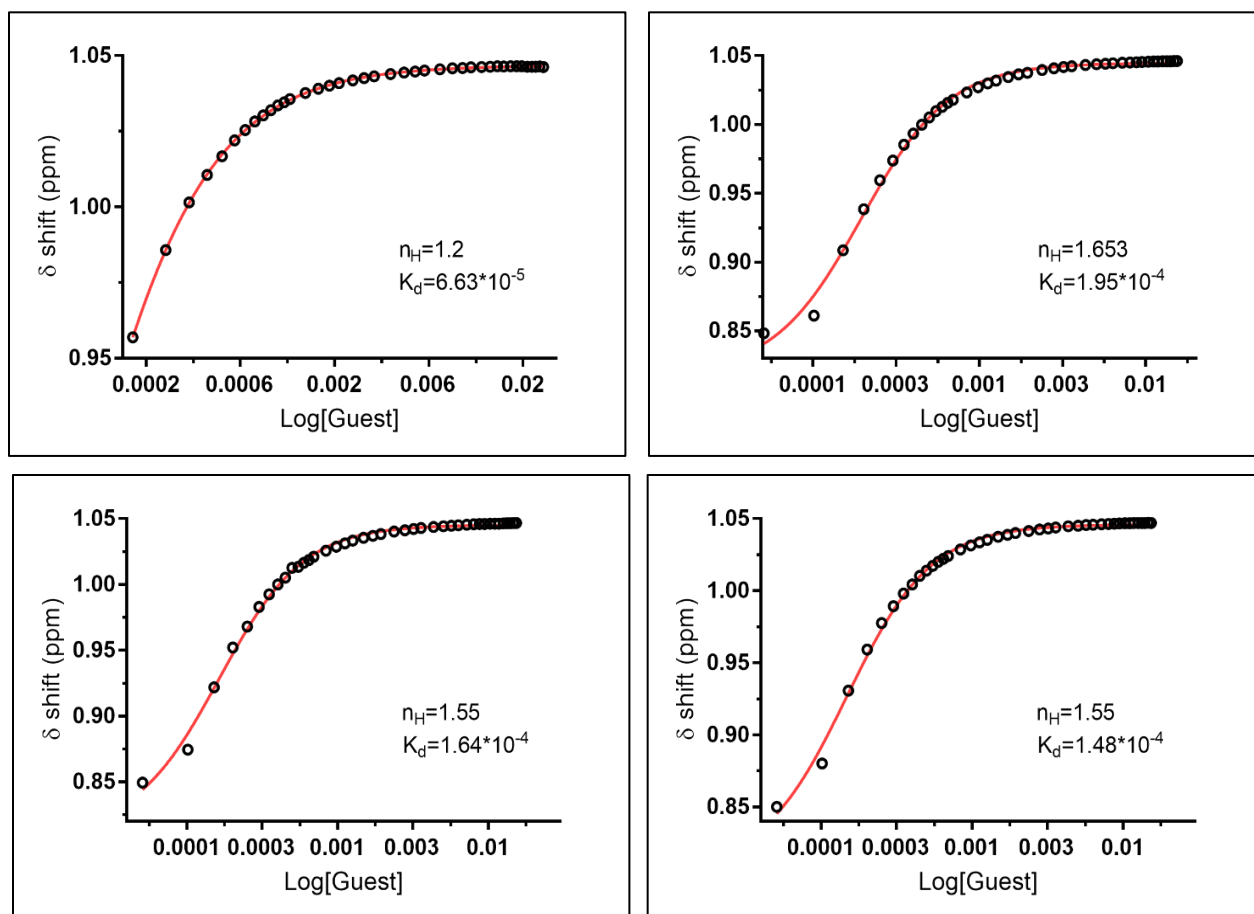 1.05
1.00
0.95
δ shift (ppm)
n_H=1.2
K_d=6.63*10^-5
0.0002 0.0006 0.002 0.006 0.02
Log[Guest]
1.05
1.00
0.95
0.90
0.85
δ shift (ppm)
n_H=1.653
K_d=1.95*10^-4
0.0001 0.0003 0.001 0.003 0.01
Log[Guest]
1.05
1.00
0.95
0.90
0.85
δ shift (ppm)
n_H=1.55
K_d=1.64*10^-4
0.0001 0.0003 0.001 0.003 0.01
Log[Guest]
1.05
1.00
0.95
0.90
0.85
δ shift (ppm)
n_H=1.55
K_d=1.48*10^-4
0.0001 0.0003 0.001 0.003 0.01
Log[Guest]